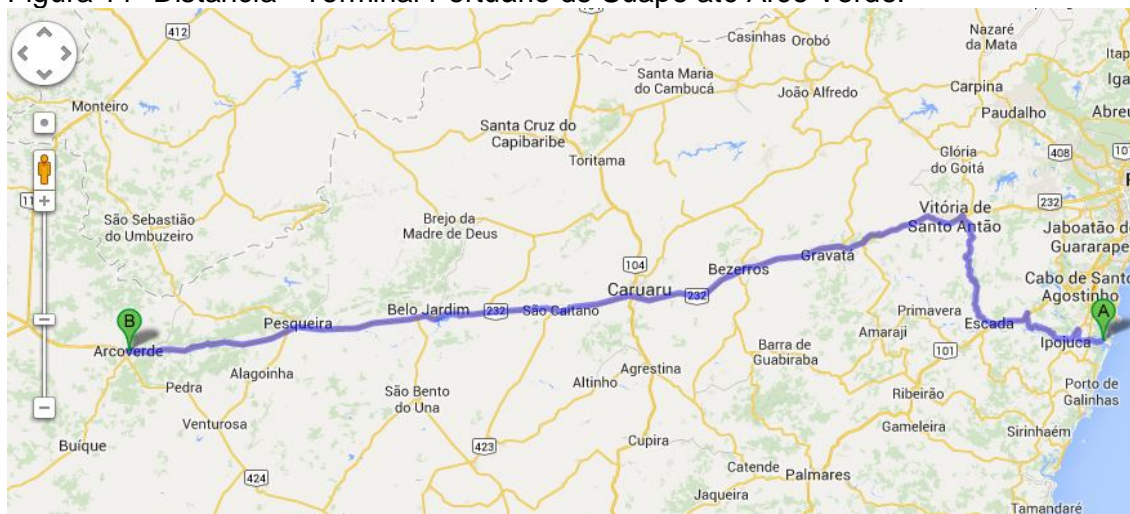 412
101
Casinhas
Orobó
Nazaré
da Mata
Itap
Santa Maria
do Cambucá
João Alfredo
Carpina
Iga
Monteiro
Paudalho
Abreu
Santa Cruz do
Capibaribe
Toritama
Glória
do Goitá
408
101
11
São Sebastião
do Umbuzeiro
Brejo da
Madre de Deus
Vitória de
Santo Antão
232
Jaboatão d
Guararape
104
Bezerros
Gravatá
Caruaru
232
Cabo de Santo
Agostinho
A
B
Pesqueira
Belo Jardim
232
São Caitano
Primavera
Escada
Arcoverde
Amaraji
101
Ipojuca
Alagoinha
Barra de
Guabiraba
Pedra
São Bento
do Una
Altinho
Agrestina
Ribeirão
Porto de
Galinhas
Venturosa
Gameleira
Sirinhaém
Buíque
423
Cupira
424
Catende
Palmares
Jaqueira
Tamandaré